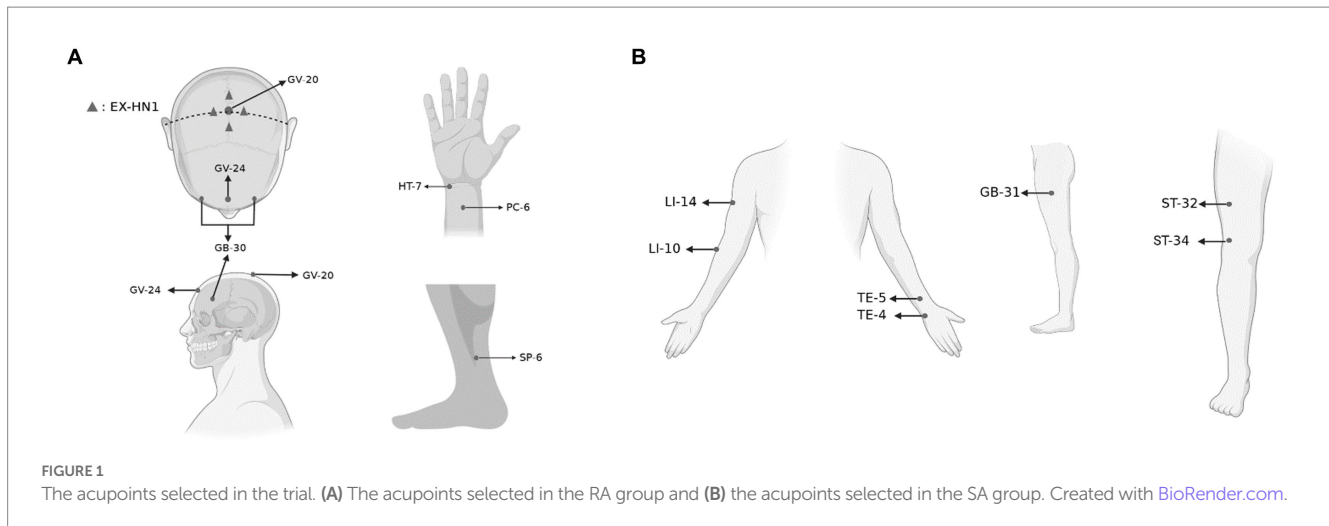 A
GV-20
▲ : EX-HN1
GV-24
GB-30
GV-20
GV-24
HT-7
PC-6
SP-6
B
LI-14
LI-10
TE-5
TE-4
GB-31
ST-32
ST-34
FIGURE 1
The acupoints selected in the trial. (A) The acupoints selected in the RA group and (B) the acupoints selected in the SA group. Created with BioRender.com.